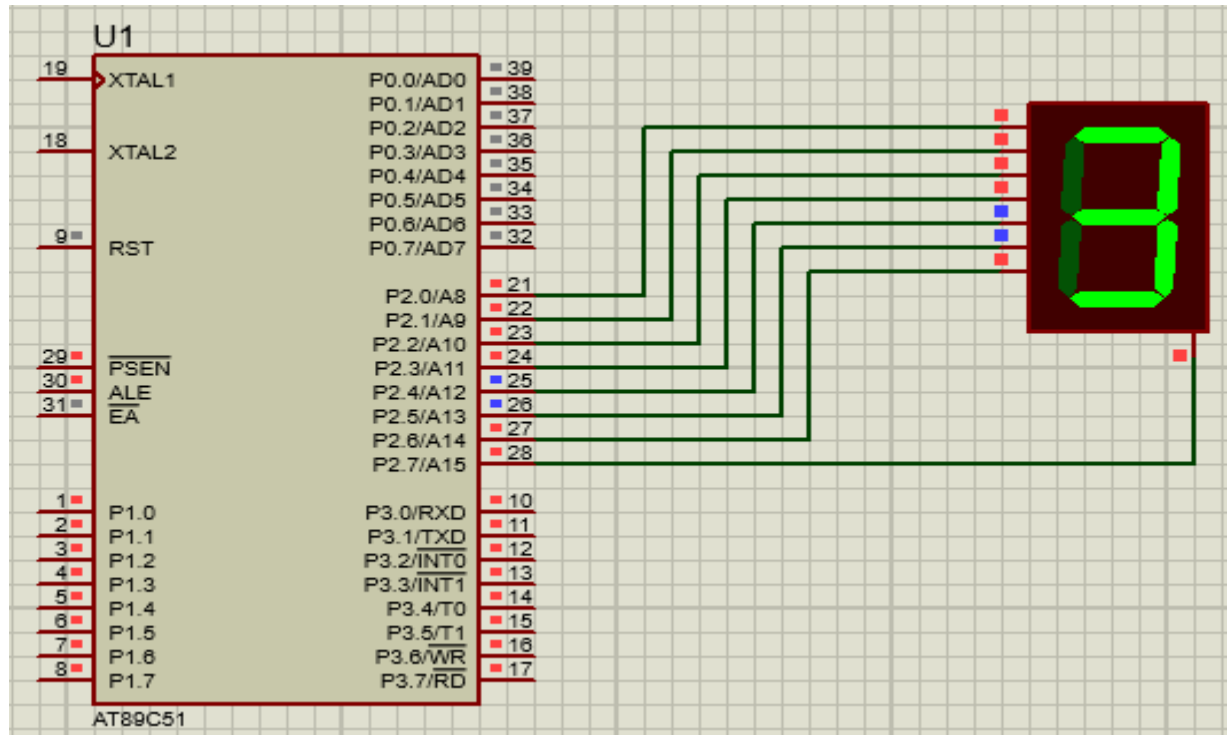 U1
19 XTAL1
18 XTAL2
9 RST
29 PSEN
30 ALE
31 EA
1 P1.0
2 P1.1
3 P1.2
4 P1.3
5 P1.4
6 P1.5
7 P1.6
8 P1.7
P0.0/AD0 39
P0.1/AD1 38
P0.2/AD2 37
P0.3/AD3 36
P0.4/AD4 35
P0.5/AD5 34
P0.6/AD6 33
P0.7/AD7 32
P2.0/A8 21
P2.1/A9 22
P2.2/A10 23
P2.3/A11 24
P2.4/A12 25
P2.5/A13 26
P2.6/A14 27
P2.7/A15 28
P3.0/RXD 10
P3.1/TXD 11
P3.2/INT0 12
P3.3/INT1 13
P3.4/T0 14
P3.5/T1 15
P3.6/WR 16
P3.7/RD 17
AT89C51
3